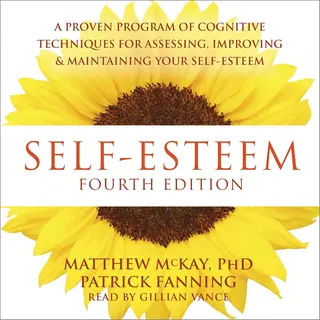 A PROVEN PROGRAM OF COGNITIVE
TECHNIQUES FOR ASSESSING, IMPROVING
& MAINTAINING YOUR SELF-ESTEEM
SELF-ESTEEM
FOURTH EDITION
MATTHEW McKAY, PHD
PATRICK FANNING
READ BY GILLIAN VANCE